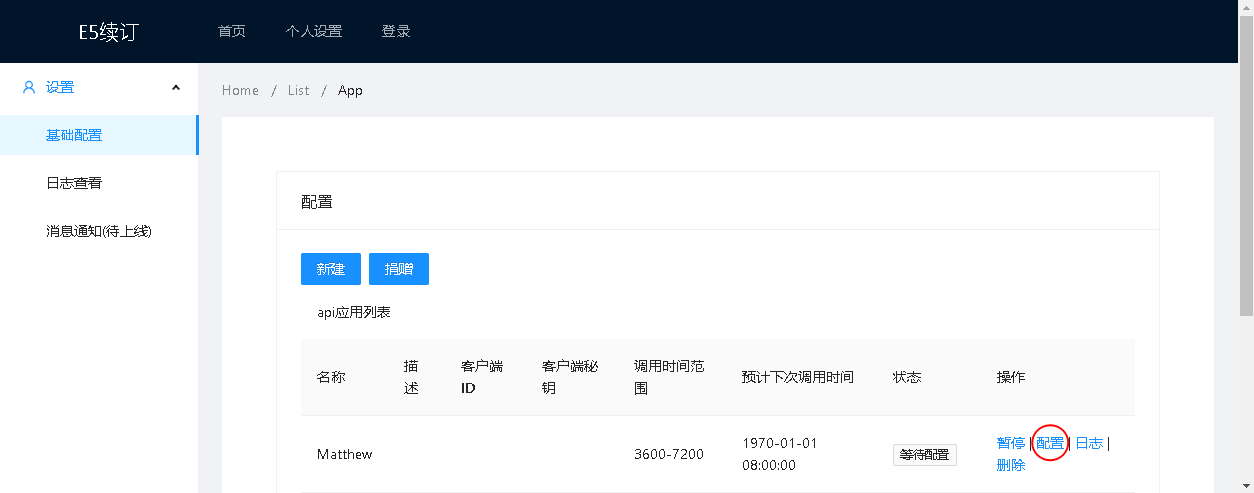 E5续订 首页 个人设置 登录
设置
Home / List / App
基础配置
日志查看
配置
消息通知(待上线)
新建 捐赠
api应用列表
名称 描述 客户端ID 客户端秘钥 调用时间范围 预计下次调用时间 状态 操作
Matthew 3600-7200 1970-01-01 08:00:00 等待配置 暂停 | 配置 | 日志 | 删除